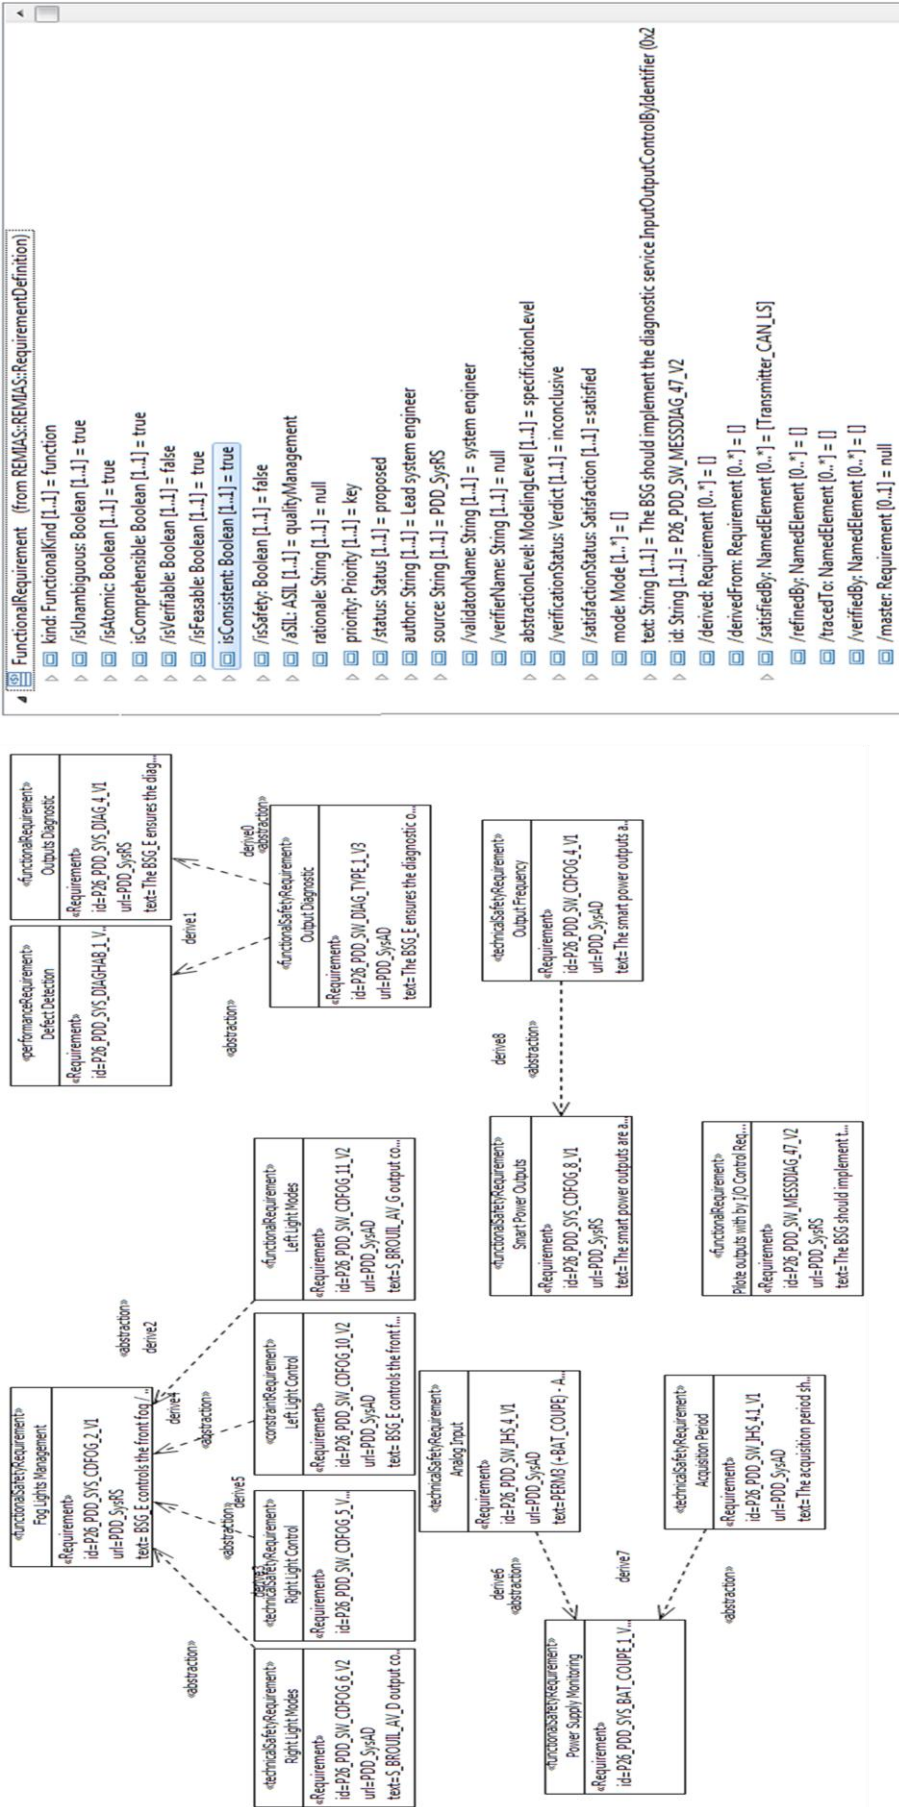 «functionalSafetyRequirement»
Fog Lights Management
«Requirement»
id=P26_PDD_SYS_CDFOG_2_V1
url=PDD_SysRS
text= BSG_E controls the front fog /...
«performanceRequirement»
Defect Detection
«Requirement»
id=P26_PDD_SYS_DIAGHAB_1_V...
«functionalRequirement»
Outputs Diagnostic
«Requirement»
id=P26_PDD_SYS_DIAG_4_V1
url=PDD_SysRS
text=The BSG_E ensures the diag...
«abstraction»
«abstraction»
derive5
«abstraction»
derive4
«abstraction»
derive2
«abstraction»
derive1
derive0
«abstraction»
«technicalSafetyRequirement»
Right Light Modes
«Requirement»
id=P26_PDD_SW_CDFOG_6_V2
url=PDD_SysAD
text=S_BROUIL_AV_D output co...
«technicalSafetyRequirement»
Right Light Control
«Requirement»
id=P26_PDD_SW_CDFOG_5_V...
«constraintRequirement»
Left Light Control
«Requirement»
id=P26_PDD_SW_CDFOG_10_V2
url=PDD_SysAD
text= BSG_E controls the front f...
«functionalRequirement»
Left Light Modes
«Requirement»
id=P26_PDD_SW_CDFOG_11_V2
url=PDD_SysAD
text=S_BROUIL_AV_G output co...
«functionalSafetyRequirement»
Output Diagnostic
«Requirement»
id=P26_PDD_SW_DIAG_TYPE_1_V3
url=PDD_SysAD
text=The BSG_E ensures the diagnostic o...
«technicalSafetyRequirement»
Analog Input
«Requirement»
id=P26_PDD_SW_IHS_4_V1
url=PDD_SysAD
text=PERM3 (+BAT_COUPE) - A...
«functionalSafetyRequirement»
Smart Power Outputs
«Requirement»
id=P26_PDD_SYS_CDFOG_8_V1
url=PDD_SysRS
text=The smart power outputs are a...
derive8
«abstraction»
«technicalSafetyRequirement»
Output Frequency
«Requirement»
id=P26_PDD_SW_CDFOG_4_V1
url=PDD_SysAD
text=The smart power outputs a...
derive6
«abstraction»
«functionalSafetyRequirement»
Power Supply Monitoring
«Requirement»
id=P26_PDD_SYS_BAT_COUPE_1_V...
derive7
«abstraction»
«technicalSafetyRequirement»
Acquisition Period
«Requirement»
id=P26_PDD_SW_IHS_4.1_V1
url=PDD_SysAD
text=The acquisition period sh...
«functionalRequirement»
Pilote outputs with by I/O Control Req...
«Requirement»
id=P26_PDD_SW_MESSDIAG_47_V2
url=PDD_SysRS
text=The BSG should implement t...
FunctionalRequirement (from REMIAS::REMIAS::RequirementDefinition)
kind: FunctionalKind [1..1] = function
/isUnambiguous: Boolean [1..1] = true
/isAtomic: Boolean [1..1] = true
isComprehensible: Boolean [1..1] = true
/isVerifiable: Boolean [1..1] = false
/isFeasable: Boolean [1..1] = true
isConsistent: Boolean [1..1] = true
/isSafety: Boolean [1..1] = false
/aSIL: ASIL [1..1] = qualityManagement
rationale: String [1..1] = null
priority: Priority [1..1] = key
/status: Status [1..1] = proposed
author: String [1..1] = Lead system engineer
source: String [1..1] = PDD_SysRS
/validatorName: String [1..1] = system engineer
/verifierName: String [1..1] = null
abstractionLevel: ModelingLevel [1..1] = specificationLevel
/verificationStatus: Verdict [1..1] = inconclusive
/satisfactionStatus: Satisfaction [1..1] = satisfied
mode: Mode [1..*] = []
text: String [1..1] = The BSG should implement the diagnostic service InputOutputControlByIdentifier (0x2
id: String [1..1] = P26_PDD_SW_MESSDIAG_47_V2
/derived: Requirement [0..*] = []
/derivedFrom: Requirement [0..*] = []
/satisfiedBy: NamedElement [0..*] = [Transmitter_CAN_LS]
/refinedBy: NamedElement [0..*] = []
/tracedTo: NamedElement [0..*] = []
/verifiedBy: NamedElement [0..*] = []
/master: Requirement [0..1] = null